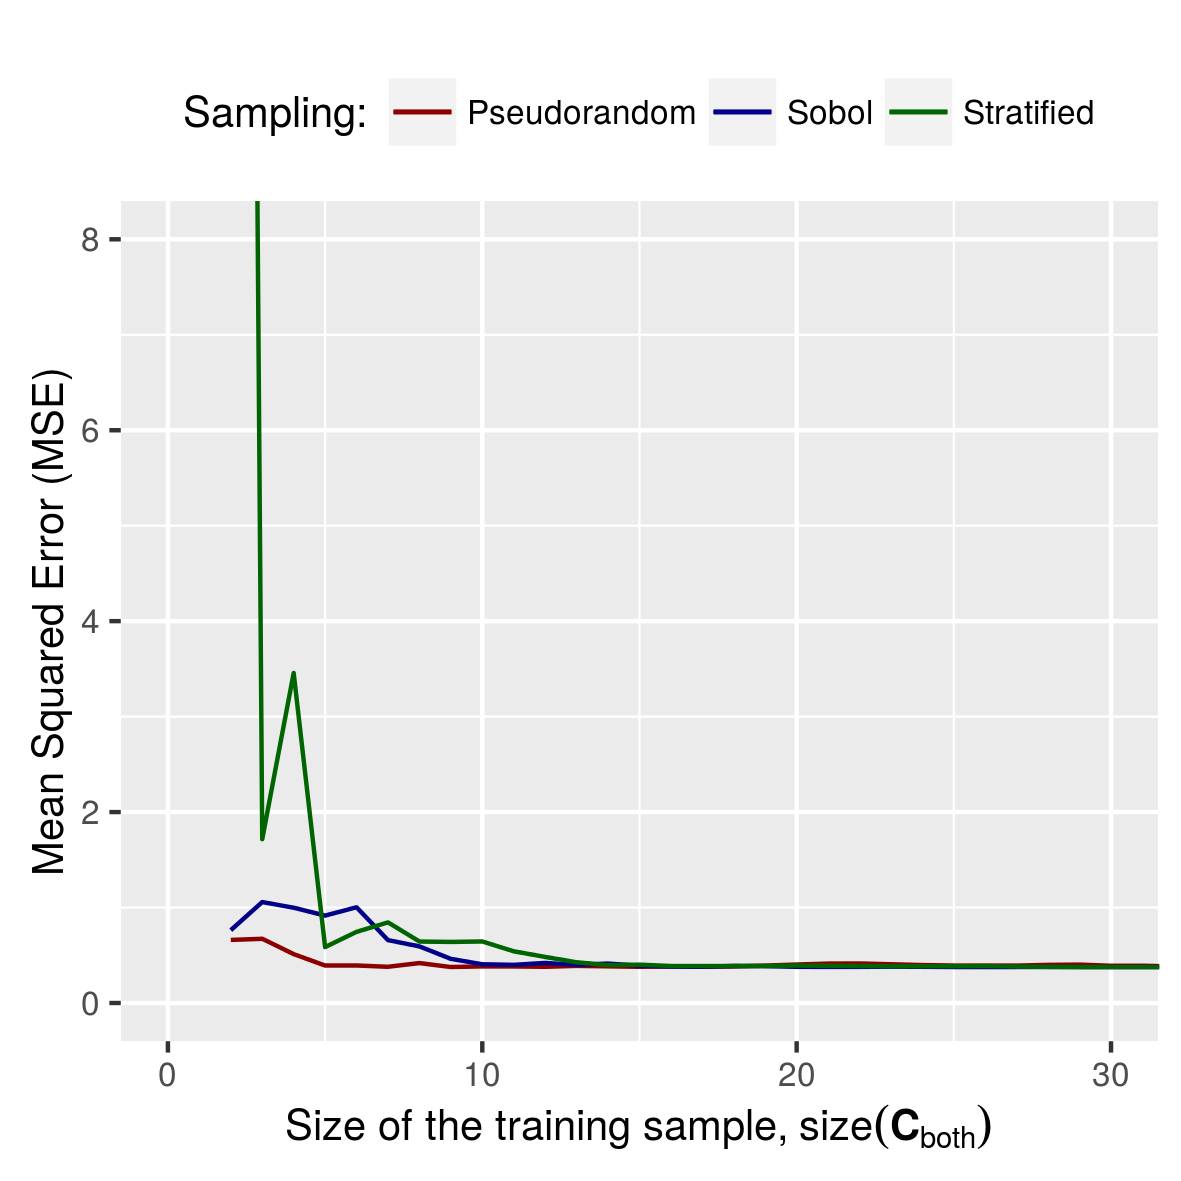 Sampling: Pseudorandom Sobol Stratified
Mean Squared Error (MSE)
8
6
4
2
0
0 10 20 30
Size of the training sample, size(Cboth)